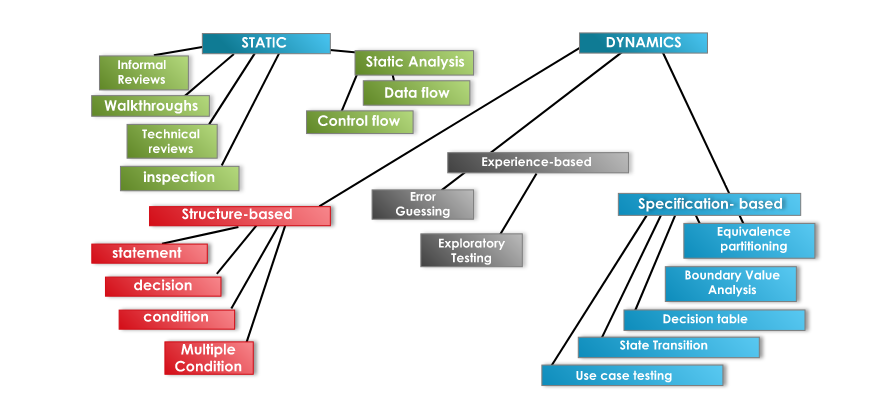 STATIC
DYNAMICS
Informal
Reviews
Static Analysis
Walkthroughs
Data flow
Control flow
Technical
reviews
inspection
Experience-based
Error
Guessing
Exploratory
Testing
Structure-based
statement
decision
condition
Multiple
Condition
Specification- based
Equivalence
partitioning
Boundary Value
Analysis
Decision table
State Transition
Use case testing